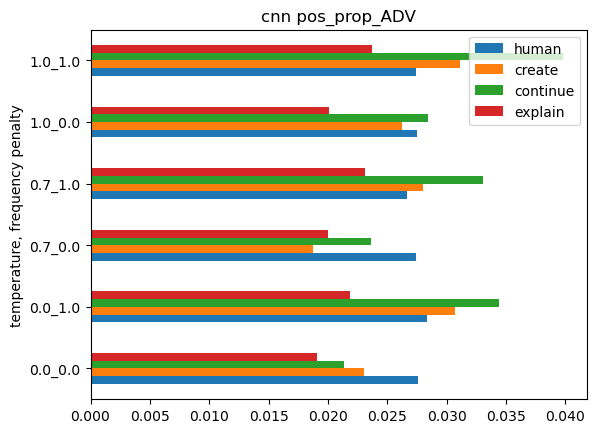 cnn pos_prop_ADV
human
create
continue
explain
temperature, frequency penalty
1.0_1.0
1.0_0.0
0.7_1.0
0.7_0.0
0.0_1.0
0.0_0.0
0.000 0.005 0.010 0.015 0.020 0.025 0.030 0.035 0.040